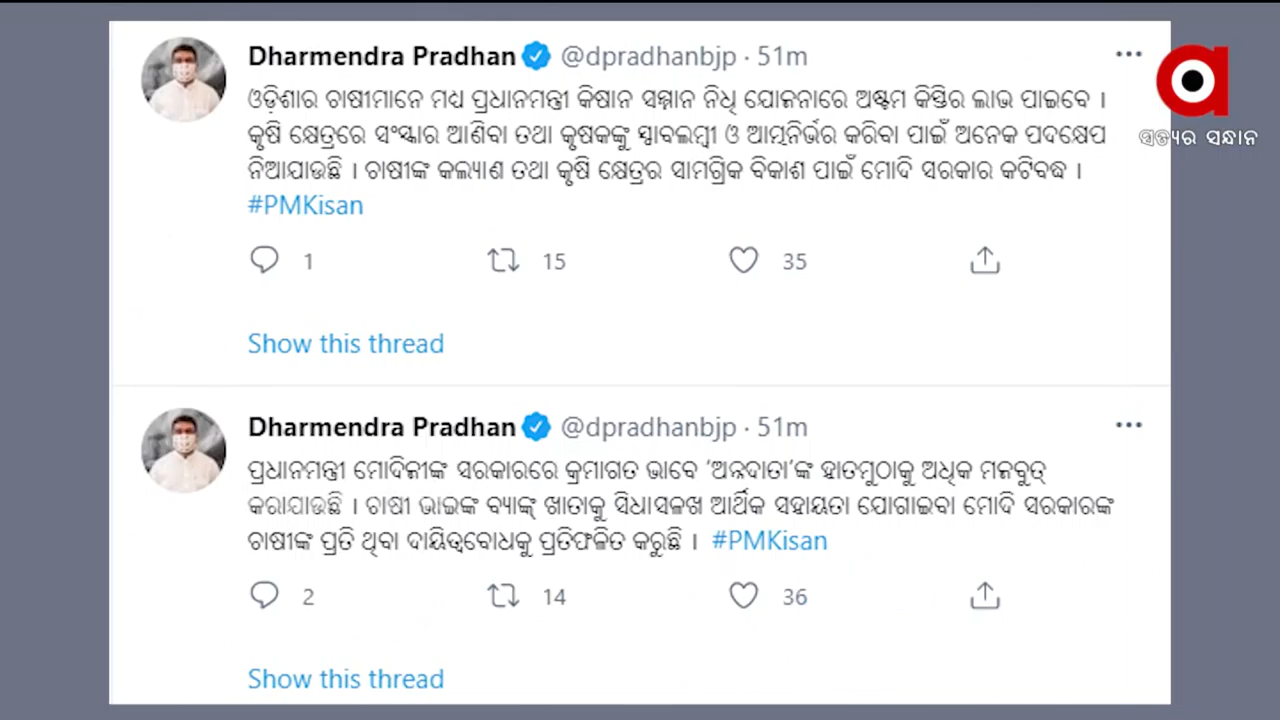 Dharmendra Pradhan @dpradhanbjp · 51m
ଓଡ଼ିଶାର ଚାଷୀମାନେ ମଧ୍ୟ ପ୍ରଧାନମନ୍ତ୍ରୀ କିଷାନ ସମ୍ମାନ ନିଧି ଯୋଜନାରେ ଅଷ୍ଟମ କିସ୍ତିର ଲାଭ ପାଇବେ ।
କୃଷି କ୍ଷେତ୍ରରେ ସଂସ୍କାର ଆଣିବା ତଥା କୃଷକଙ୍କୁ ସ୍ୱାବଲମ୍ବୀ ଓ ଆତ୍ମନିର୍ଭର କରିବା ପାଇଁ ଅନେକ ପଦକ୍ଷେପ
ନିଆଯାଉଛି । ଚାଷୀଙ୍କ କଲ୍ୟାଣ ତଥା କୃଷି କ୍ଷେତ୍ରର ସାମଗ୍ରିକ ବିକାଶ ପାଇଁ ମୋଦି ସରକାର କଟିବଦ୍ଧ ।
#PMKisan
1 15 35
Show this thread
Dharmendra Pradhan @dpradhanbjp · 51m
ପ୍ରଧାନମନ୍ତ୍ରୀ ମୋଦିଜୀଙ୍କ ସରକାରରେ କ୍ରମାଗତ ଭାବେ ‘ଅନ୍ନଦାତା’ଙ୍କ ହାତମୁଠାକୁ ଅଧିକ ମଜବୁତ୍
କରାଯାଉଛି । ଚାଷୀ ଭାଇଙ୍କ ବ୍ୟାଙ୍କ୍ ଖାତାକୁ ସିଧାସଳଖ ଆର୍ଥିକ ସହାୟତା ଯୋଗାଇବା ମୋଦି ସରକାରଙ୍କ
ଚାଷୀଙ୍କ ପ୍ରତି ଥିବା ଦାୟିତ୍ୱବୋଧକୁ ପ୍ରତିଫଳିତ କରୁଛି । #PMKisan
2 14 36
Show this thread
ସତ୍ୟର ସନ୍ଧାନ